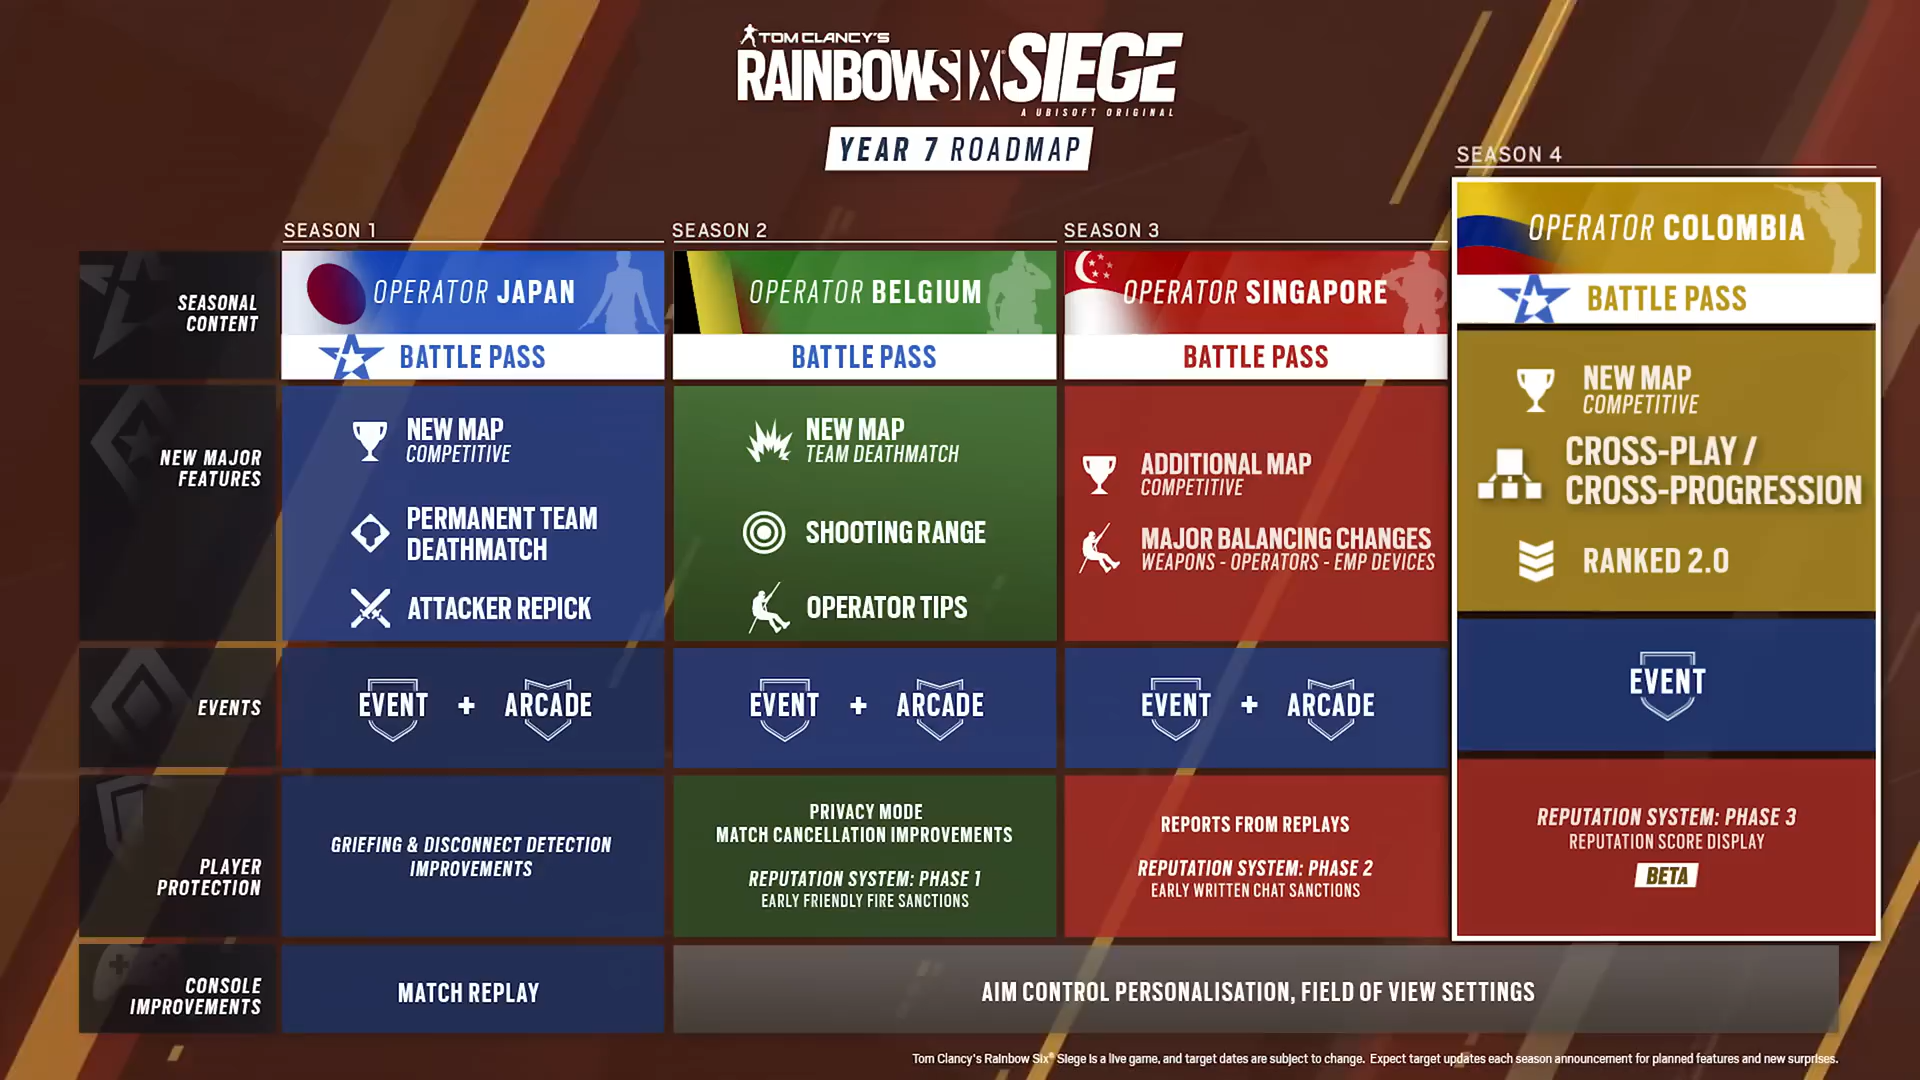 TOM CLANCY'S
RAINBOWSIX SIEGE
A UBISOFT ORIGINAL
YEAR 7 ROADMAP
SEASON 1
SEASON 2
SEASON 3
SEASON 4
SEASONAL
CONTENT
OPERATOR JAPAN
BATTLE PASS
OPERATOR BELGIUM
BATTLE PASS
OPERATOR SINGAPORE
BATTLE PASS
OPERATOR COLOMBIA
BATTLE PASS
NEW MAJOR
FEATURES
NEW MAP
COMPETITIVE
PERMANENT TEAM
DEATHMATCH
ATTACKER REPICK
NEW MAP
TEAM DEATHMATCH
SHOOTING RANGE
OPERATOR TIPS
ADDITIONAL MAP
COMPETITIVE
MAJOR BALANCING CHANGES
WEAPONS - OPERATORS - EMP DEVICES
NEW MAP
COMPETITIVE
CROSS-PLAY /
CROSS-PROGRESSION
RANKED 2.0
EVENTS
EVENT + ARCADE
EVENT + ARCADE
EVENT + ARCADE
EVENT
PLAYER
PROTECTION
GRIEFING & DISCONNECT DETECTION
IMPROVEMENTS
PRIVACY MODE
MATCH CANCELLATION IMPROVEMENTS
REPUTATION SYSTEM: PHASE 1
EARLY FRIENDLY FIRE SANCTIONS
REPORTS FROM REPLAYS
REPUTATION SYSTEM: PHASE 2
EARLY WRITTEN CHAT SANCTIONS
REPUTATION SYSTEM: PHASE 3
REPUTATION SCORE DISPLAY
BETA
CONSOLE
IMPROVEMENTS
MATCH REPLAY
AIM CONTROL PERSONALISATION, FIELD OF VIEW SETTINGS
Tom Clancy's Rainbow Six® Siege is a live game, and target dates are subject to change. Expect target updates each season announcement for planned features and new surprises.